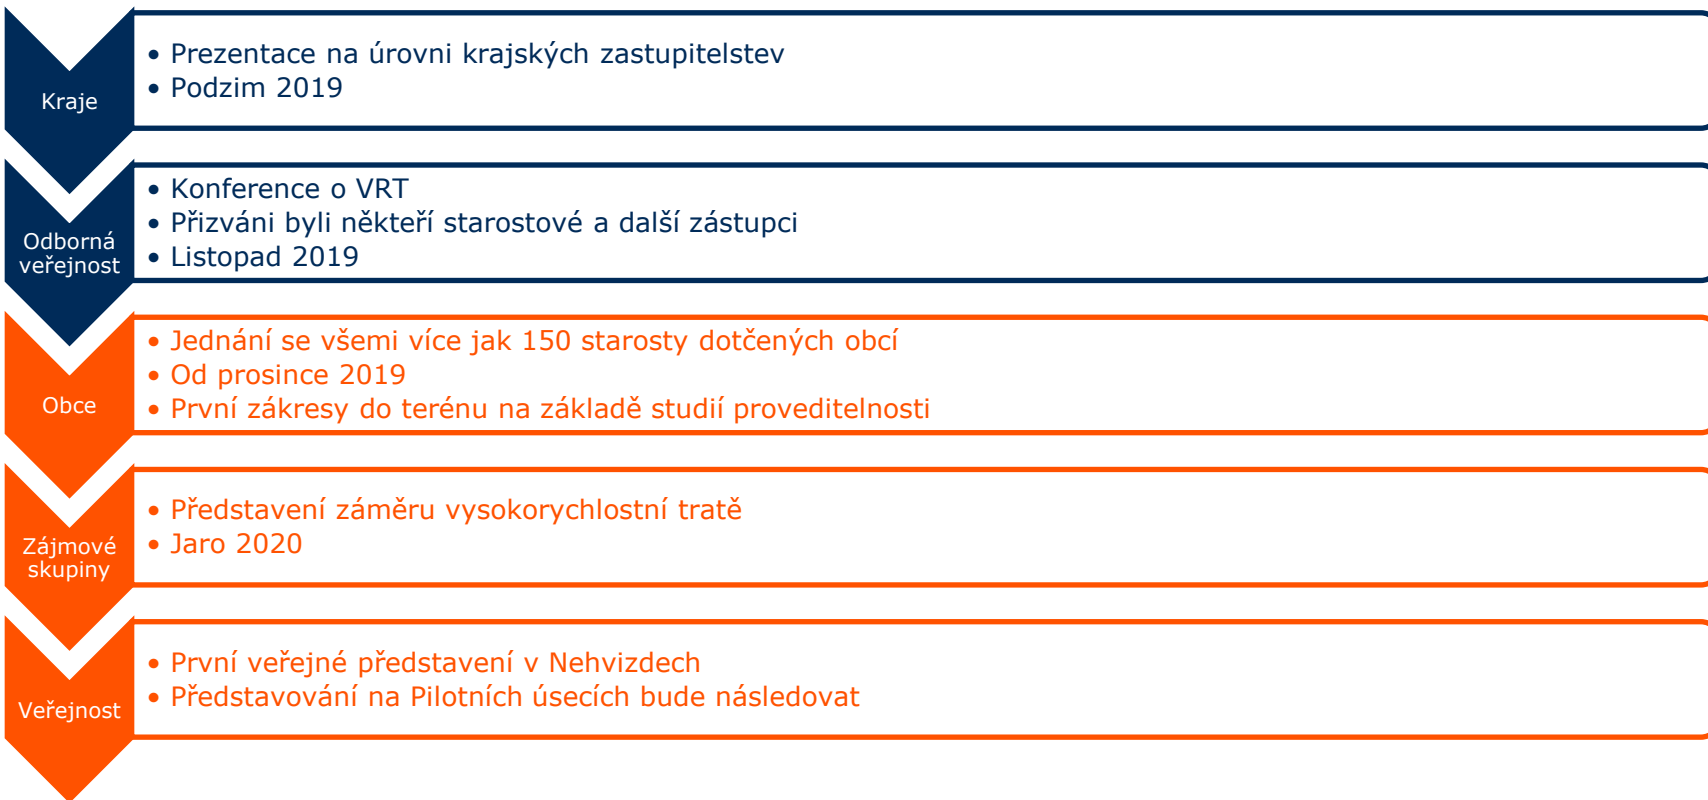 Kraje
• Prezentace na úrovni krajských zastupitelstev
• Podzim 2019
Odborná
veřejnost
• Konference o VRT
• Přizváni byli někteří starostové a další zástupci
• Listopad 2019
Obce
• Jednání se všemi více jak 150 starosty dotčených obcí
• Od prosince 2019
• První zákresy do terénu na základě studií proveditelnosti
Zájmové
skupiny
• Představení záměru vysokorychlostní tratě
• Jaro 2020
Veřejnost
• První veřejné představení v Nehvizdech
• Představování na Pilotních úsecích bude následovat